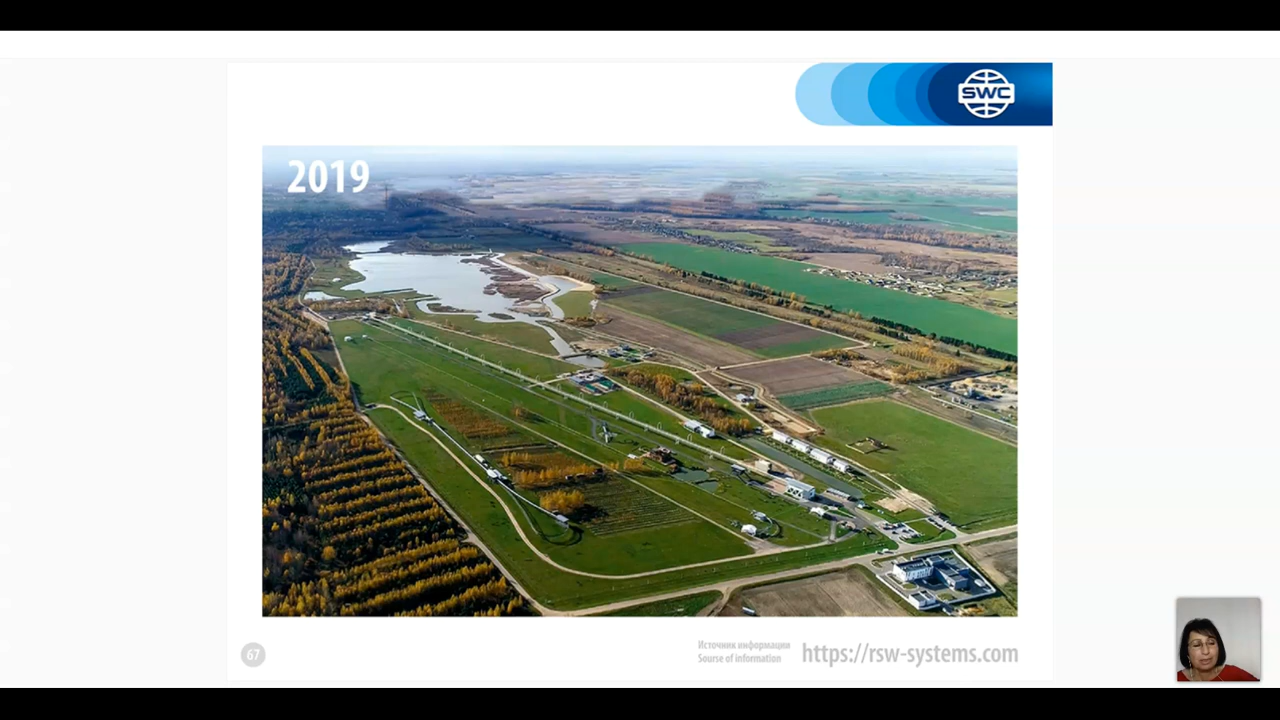 SWC
2019
67
Источник информации
Sourse of information
https://rsw-systems.com